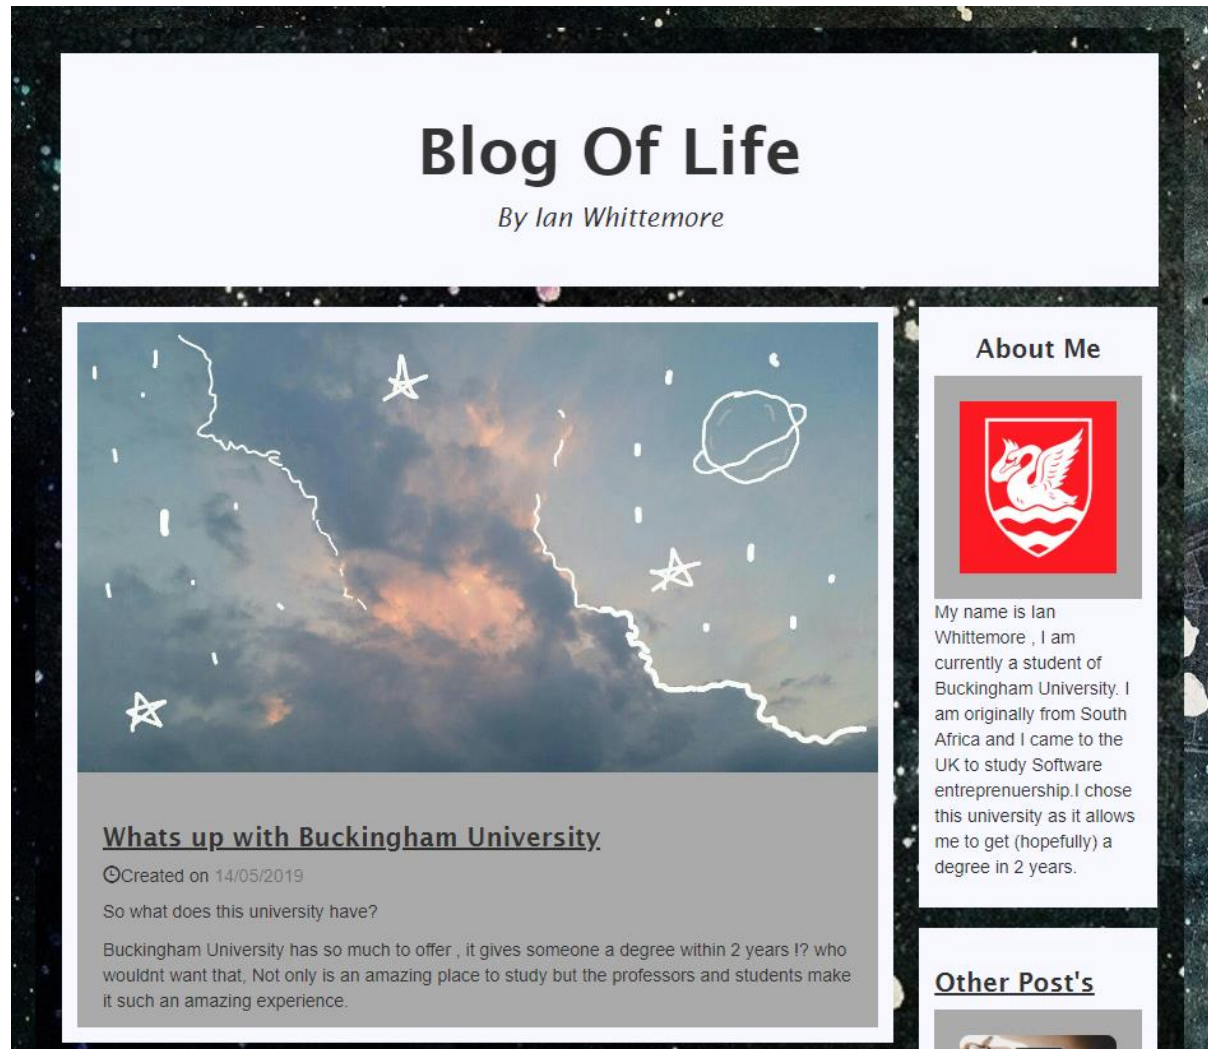 Blog Of Life
By Ian Whittemore
Whats up with Buckingham University
Created on 14/05/2019
So what does this university have?
Buckingham University has so much to offer , it gives someone a degree within 2 years !? who
wouldnt want that, Not only is an amazing place to study but the professors and students make
it such an amazing experience.
About Me
My name is Ian
Whittemore , I am
currently a student of
Buckingham University. I
am originally from South
Africa and I came to the
UK to study Software
entreprenuership.I chose
this university as it allows
me to get (hopefully) a
degree in 2 years.
Other Post's